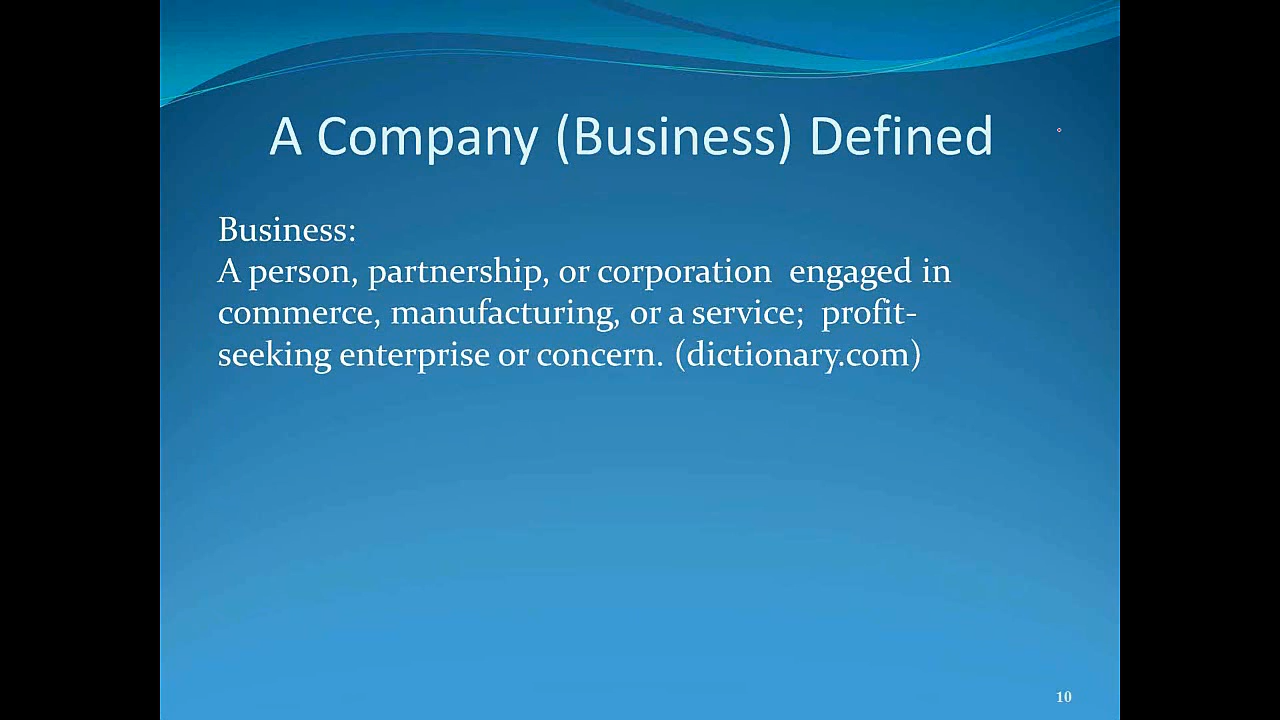 A Company (Business) Defined
Business:
A person, partnership, or corporation  engaged in
commerce, manufacturing, or a service;  profit-
seeking enterprise or concern. (dictionary.com)
10